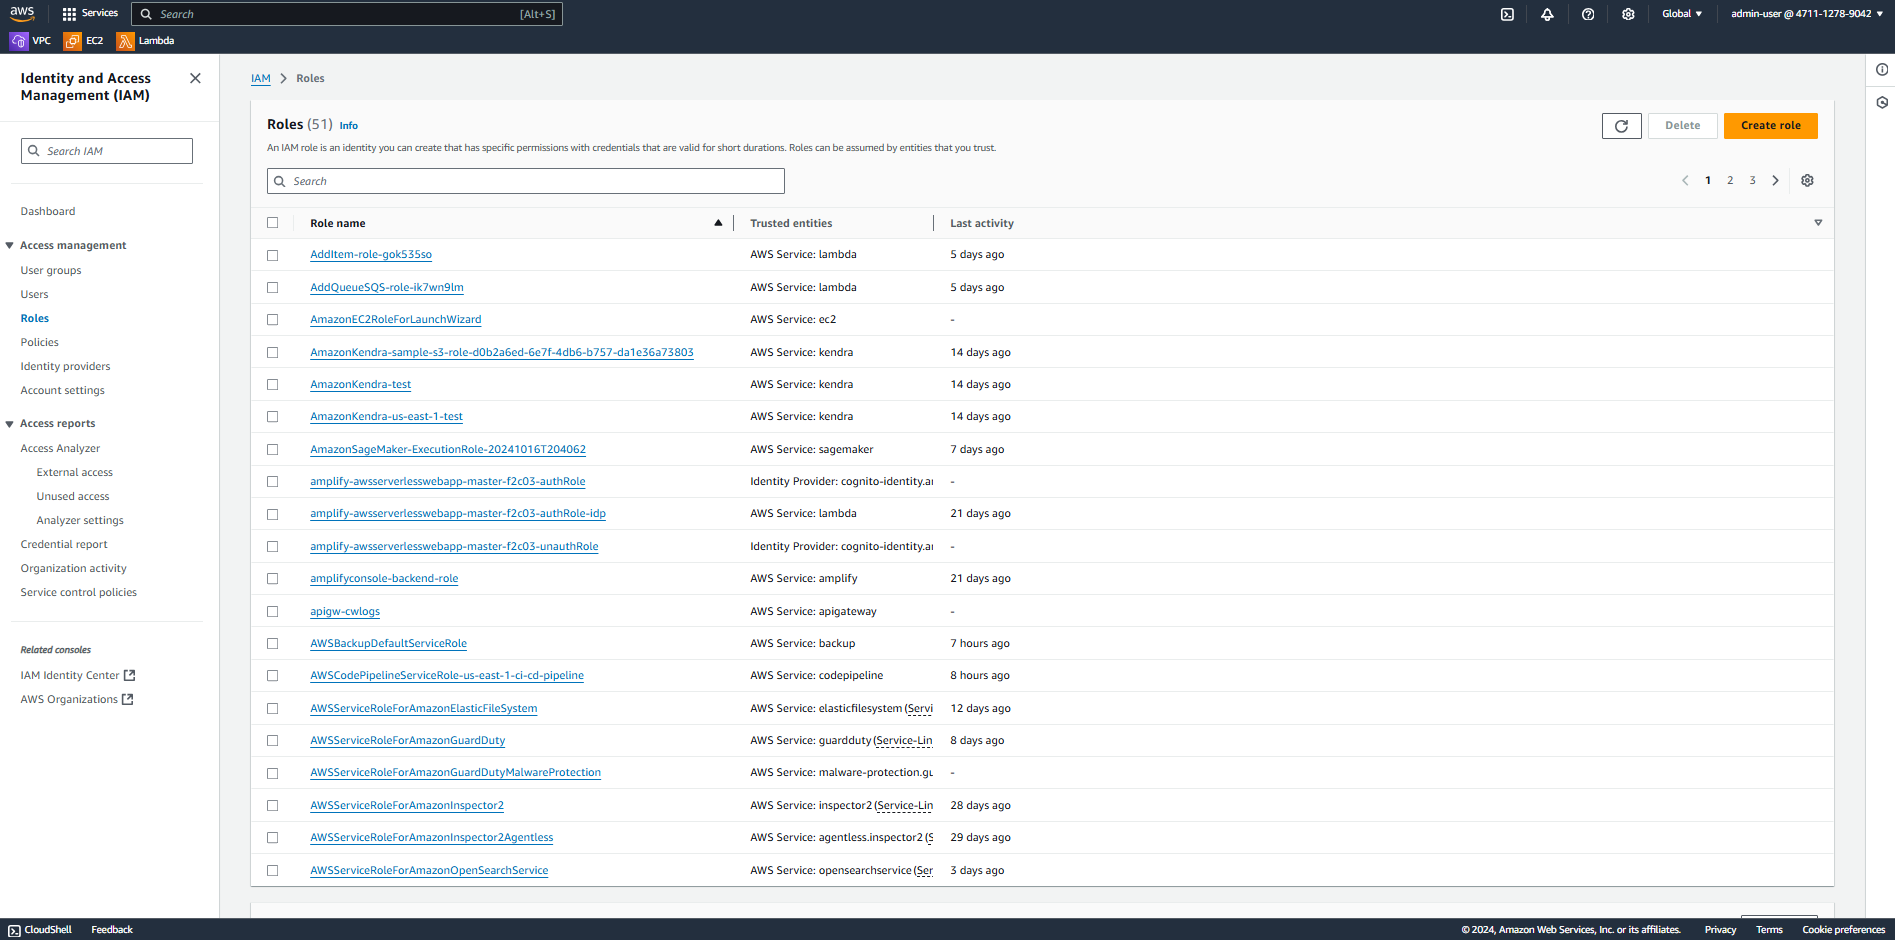 aws
Services
Search
[Alt+S]
Global
admin-user @ 4711-1278-9042
VPC
EC2
Lambda
Identity and Access
Management (IAM)
Search IAM
Dashboard
Access management
User groups
Users
Roles
Policies
Identity providers
Account settings
Access reports
Access Analyzer
External access
Unused access
Analyzer settings
Credential report
Organization activity
Service control policies
Related consoles
IAM Identity Center
AWS Organizations
IAM > Roles
Roles (51) Info
Delete
Create role
An IAM role is an identity you can create that has specific permissions with credentials that are valid for short durations. Roles can be assumed by entities that you trust.
Search
1 2 3
Role name Trusted entities Last activity
AddItem-role-gok535so AWS Service: lambda 5 days ago
AddQueueSQS-role-ik7wn9lm AWS Service: lambda 5 days ago
AmazonEC2RoleForLaunchWizard AWS Service: ec2 -
AmazonKendra-sample-s3-role-d0b2a6ed-6e7f-4db6-b757-da1e36a73803 AWS Service: kendra 14 days ago
AmazonKendra-test AWS Service: kendra 14 days ago
AmazonKendra-us-east-1-test AWS Service: kendra 14 days ago
AmazonSageMaker-ExecutionRole-20241016T204062 AWS Service: sagemaker 7 days ago
amplify-awsserverlesswebapp-master-f2c03-authRole Identity Provider: cognito-identity.a -
amplify-awsserverlesswebapp-master-f2c03-authRole-idp AWS Service: lambda 21 days ago
amplify-awsserverlesswebapp-master-f2c03-unauthRole Identity Provider: cognito-identity.a -
amplifyconsole-backend-role AWS Service: amplify 21 days ago
apigw-cwlogs AWS Service: apigateway -
AWSBackupDefaultServiceRole AWS Service: backup 7 hours ago
AWSCodePipelineServiceRole-us-east-1-ci-cd-pipeline AWS Service: codepipeline 8 hours ago
AWSServiceRoleForAmazonElasticFileSystem AWS Service: elasticfilesystem (Servi 12 days ago
AWSServiceRoleForAmazonGuardDuty AWS Service: guardduty (Service-Lin 8 days ago
AWSServiceRoleForAmazonGuardDutyMalwareProtection AWS Service: malware-protection.gu -
AWSServiceRoleForAmazonInspector2 AWS Service: inspector2 (Service-Lin 28 days ago
AWSServiceRoleForAmazonInspector2Agentless AWS Service: agentless.inspector2 (S 29 days ago
AWSServiceRoleForAmazonOpenSearchService AWS Service: opensearchservice (Ser 3 days ago
CloudShell Feedback
© 2024, Amazon Web Services, Inc. or its affiliates. Privacy Terms Cookie preferences